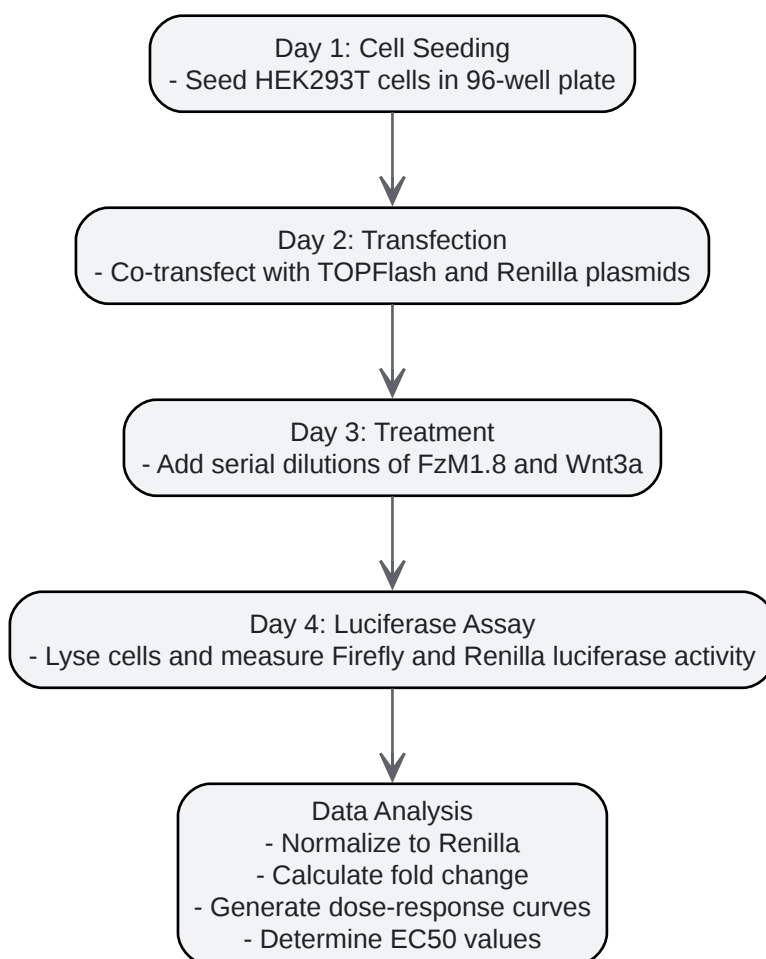 Day 1: Cell Seeding
- Seed HEK293T cells in 96-well plate
Day 2: Transfection
- Co-transfect with TOPFlash and Renilla plasmids
Day 3: Treatment
- Add serial dilutions of FzM1.8 and Wnt3a
Day 4: Luciferase Assay
- Lyse cells and measure Firefly and Renilla luciferase activity
Data Analysis
- Normalize to Renilla
- Calculate fold change
- Generate dose-response curves
- Determine EC50 values